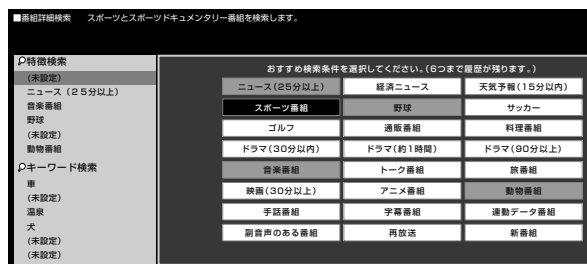 ■番組詳細検索 スポーツとスポーツドキュメンタリー番組を検索します。
特徴検索
(未設定)
ニュース (25分以上)
音楽番組
野球
(未設定)
動物番組
キーワード検索
車
(未設定)
温泉
犬
(未設定)
(未設定)
おすすめ検索条件を選択してください。(6つまで履歴が残ります。)
ニュース(25分以上) 経済ニュース 天気予報(15分以内)
スポーツ番組 野球 サッカー
ゴルフ 通販番組 料理番組
ドラマ(30分以内) ドラマ(約1時間) ドラマ(90分以上)
音楽番組 トーク番組 旅番組
映画(30分以上) アニメ番組 動物番組
手話番組 字幕番組 連動データ番組
副音声のある番組 再放送 新番組